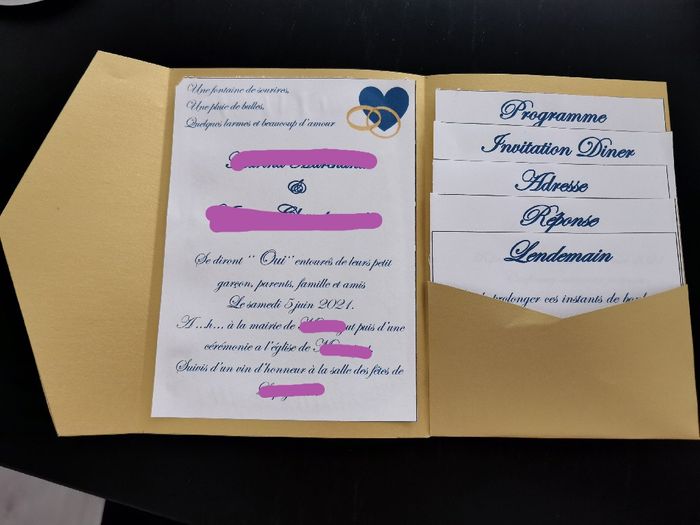 Une fontaine de sourires,
Une pluie de bulles,
Quelques larmes et beaucoup d'amour
&
Se diront " Oui" entourés de leurs petit
garçon, parents, famille et amis
Le samedi 5 juin 2021.
A...h... à la mairie de puis d'une
cérémonie a l'église de
Suivis d'un vin d'honneur à la salle des fêtes de
Programme
Invitation Diner
Adresse
Réponse
Lendemain
prolonger ces instants de